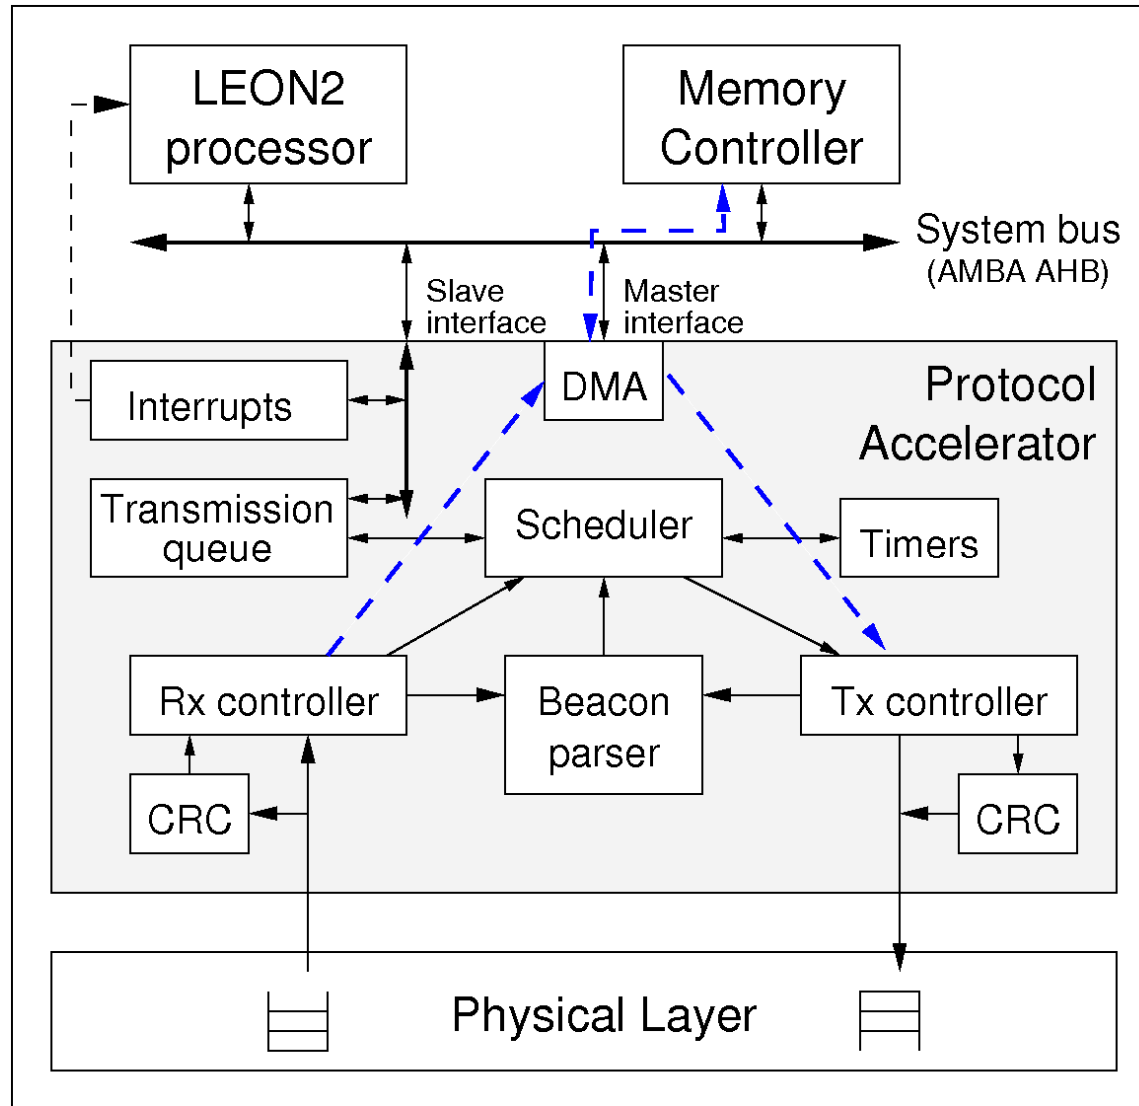 LEON2
processor
Memory
Controller
System bus
(AMBA AHB)
Slave
interface
Master
interface
DMA
Protocol
Accelerator
Interrupts
Transmission
queue
Scheduler
Timers
Rx controller
Beacon
parser
Tx controller
CRC
CRC
Physical Layer